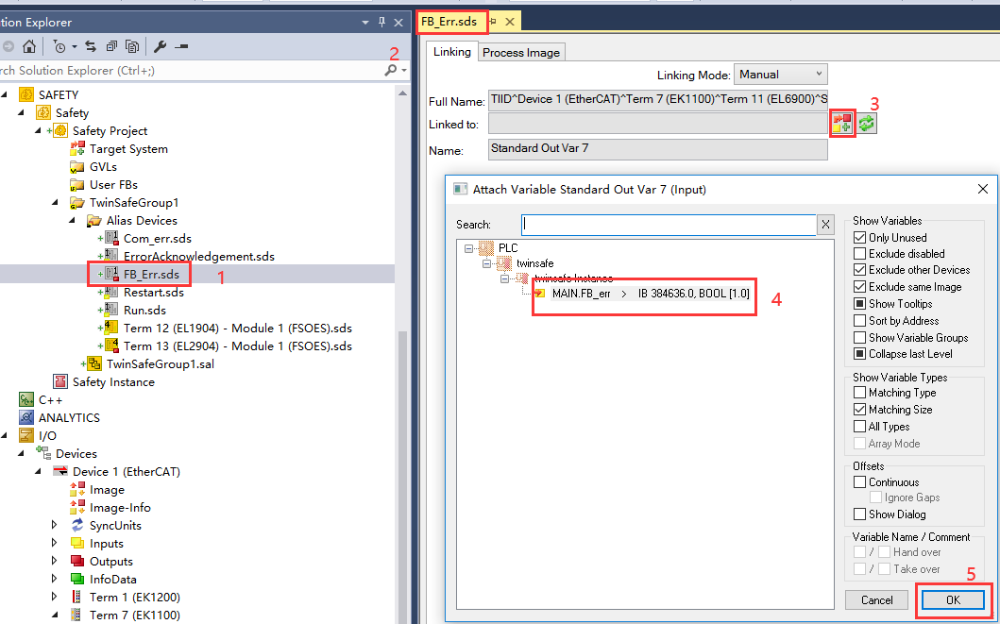 tion Explorer
2
rch Solution Explorer (Ctrl+;)
SAFETY
Safety
Safety Project
Target System
GVLs
User FBs
TwinSafeGroup1
Alias Devices
Com_err.sds
ErrorAcknowledgement.sds
FB_Err.sds
1
Restart.sds
Run.sds
Term 12 (EL1904) - Module 1 (FSOES).sds
Term 13 (EL2904) - Module 1 (FSOES).sds
TwinSafeGroup1.sal
Safety Instance
C++
ANALYTICS
I/O
Devices
Device 1 (EtherCAT)
Image
Image-Info
SyncUnits
Inputs
Outputs
InfoData
Term 1 (EK1200)
Term 7 (EK1100)
FB_Err.sds
Linking
Process Image
Linking Mode: Manual
Full Name: TIID^Device 1 (EtherCAT)^Term 7 (EK1100)^Term 11 (EL6900)^S
3
Linked to:
Name: Standard Out Var 7
Attach Variable Standard Out Var 7 (Input)
Search:
X
PLC
twinsafe
twinsafe Instance
MAIN.FB_err > IB 384636.0, BOOL [1.0]
4
Show Variables
Only Unused
Exclude disabled
Exclude other Devices
Exclude same Image
Show Tooltips
Sort by Address
Show Variable Groups
Collapse last Level
Show Variable Types
Matching Type
Matching Size
All Types
Array Mode
Offsets
Continuous
Ignore Gaps
Show Dialog
Variable Name / Comment
/ Hand over
/ Take over
5
Cancel
OK